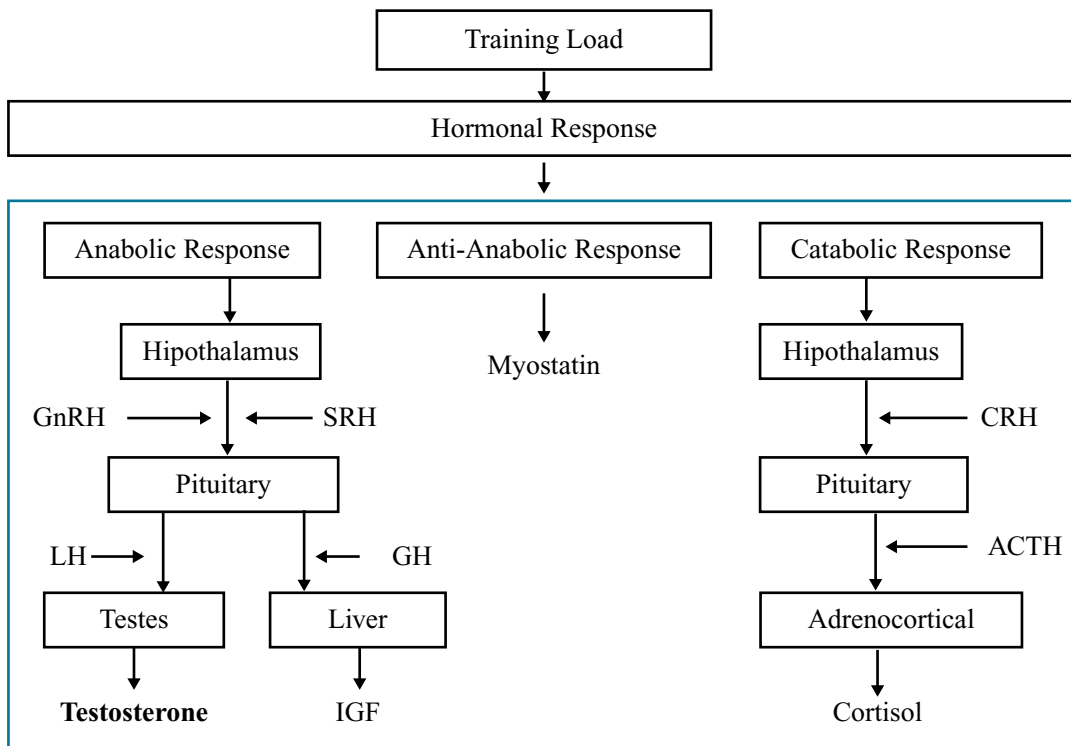 Training Load
Hormonal Response
Anabolic Response
Anti-Anabolic Response
Catabolic Response
Hipothalamus
Myostatin
Hipothalamus
GnRH
SRH
CRH
Pituitary
Pituitary
LH
GH
ACTH
Testes
Liver
Adrenocortical
Testosterone
IGF
Cortisol